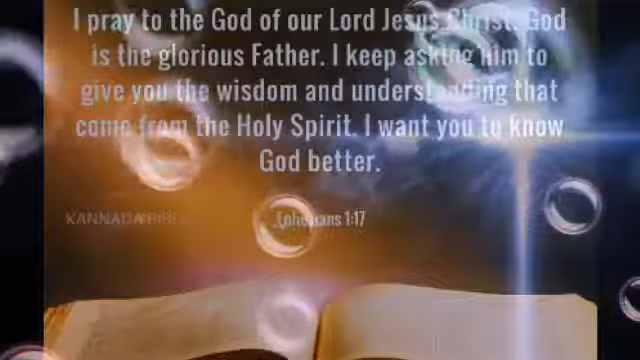 I pray to the God of our Lord Jesus Christ. God
is the glorious Father. I keep asking him to
give you the wisdom and understanding that
come from the Holy Spirit. I want you to know
God better.
Ephesians 1:17